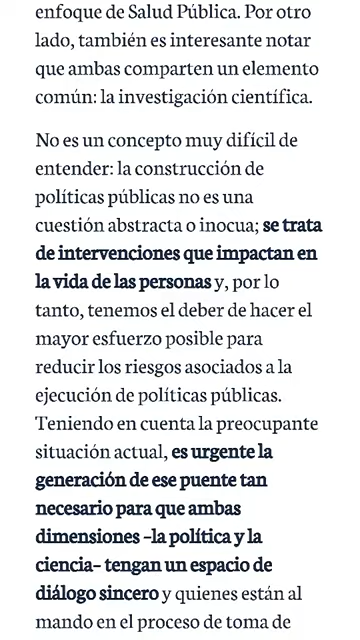 enfoque de Salud Pública. Por otro
lado, también es interesante notar
que ambas comparten un elemento
común: la investigación científica.
No es un concepto muy difícil de
entender: la construcción de
políticas públicas no es una
cuestión abstracta o inocua; se trata
de intervenciones que impactan en
la vida de las personas y, por lo
tanto, tenemos el deber de hacer el
mayor esfuerzo posible para
reducir los riesgos asociados a la
ejecución de políticas públicas.
Teniendo en cuenta la preocupante
situación actual, es urgente la
generación de ese puente tan
necesario para que ambas
dimensiones –la política y la
ciencia– tengan un espacio de
diálogo sincero y quienes están al
mando en el proceso de toma de